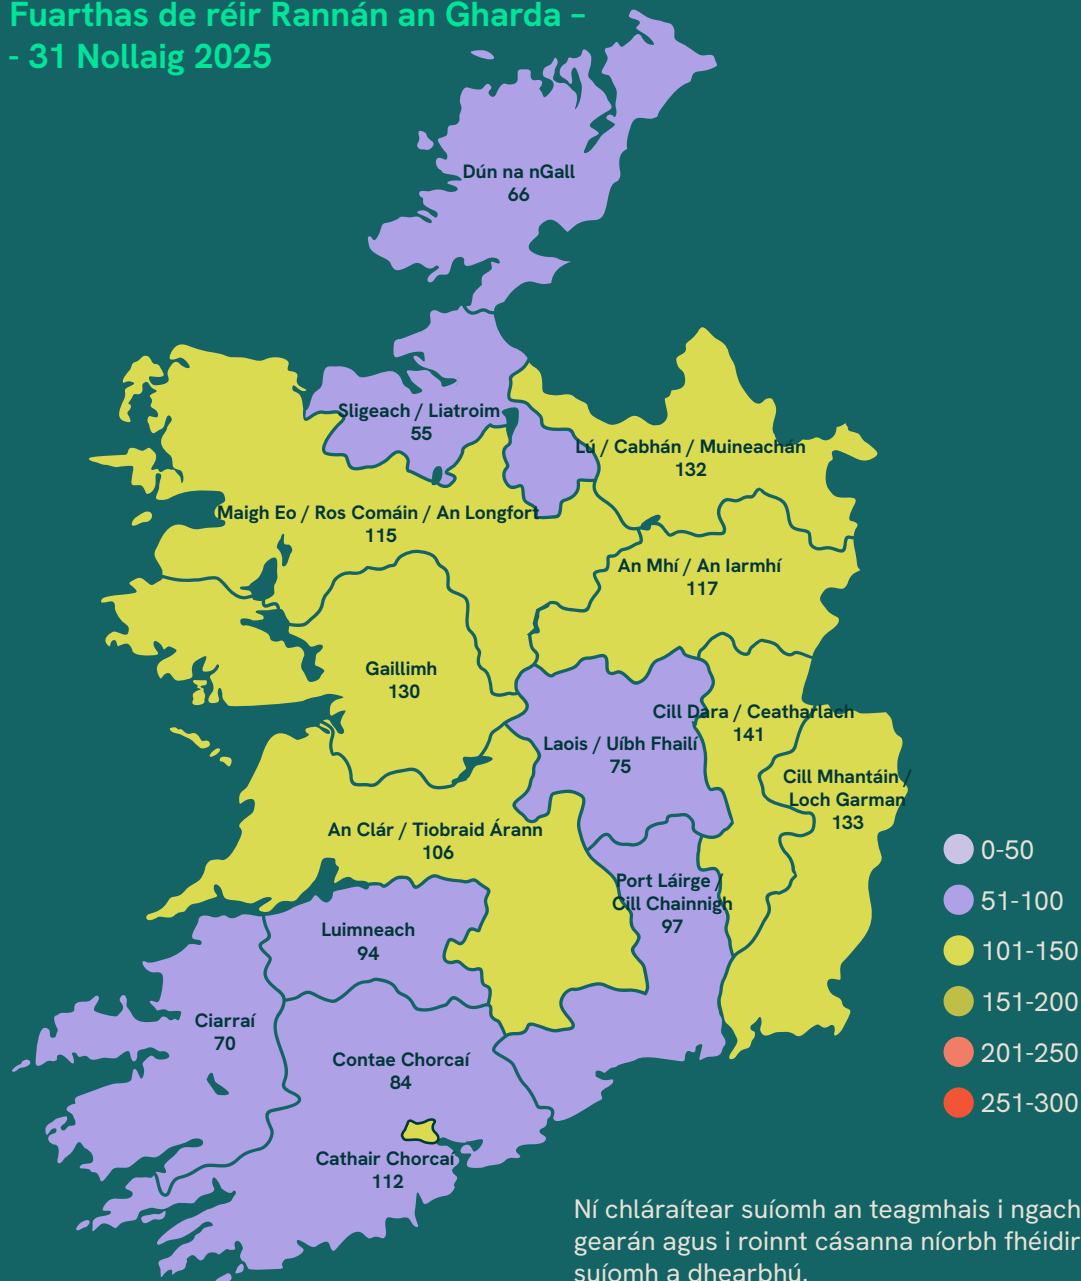 Fuarthas de réir Rannán an Gharda –
- 31 Nollaig 2025
Dún na nGall
66
Sligeach / Liatroim
55
Lú / Cabhán / Muineachán
132
Maigh Eo / Ros Comáin / An Longfort
115
An Mhí / An Iarmhí
117
Gaillimh
130
Cill Dara / Ceatharlach
141
Laois / Uíbh Fhailí
75
Cill Mhantáin /
Loch Garman
133
An Clár / Tiobraid Árann
106
Port Láirge /
Cill Chainnigh
97
Luimneach
94
Ciarraí
70
Contae Chorcaí
84
Cathair Chorcaí
112
0-50
51-100
101-150
151-200
201-250
251-300
Ní chláraítear suíomh an teagmhais i ngach
gearán agus i roinnt cásanna níorbh fhéidir
suíomh a dhearbhú.